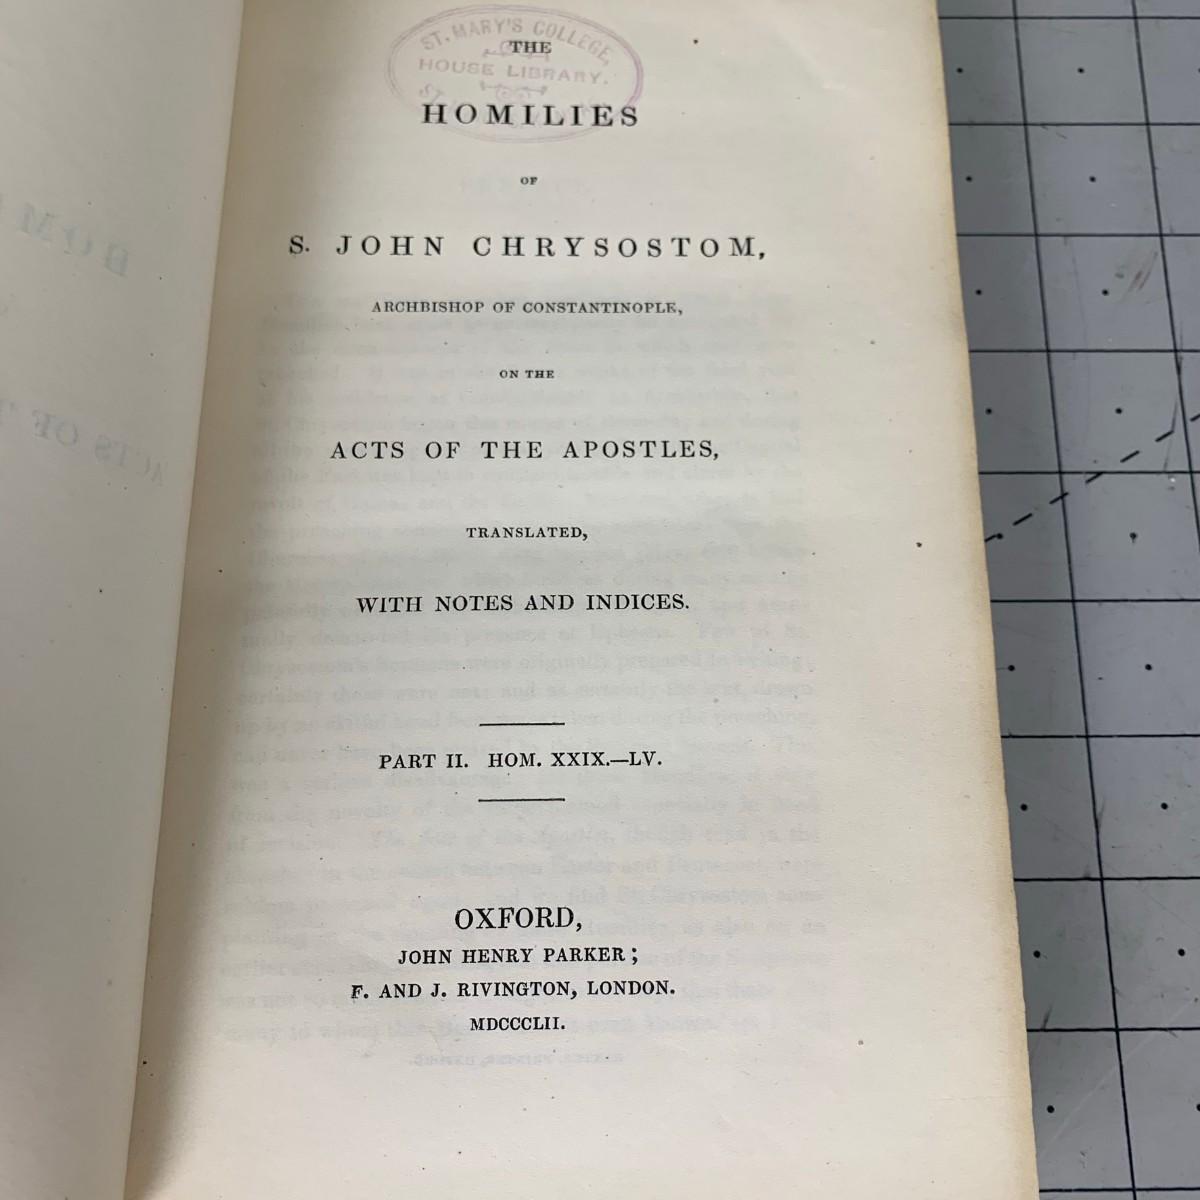 ST. MARY'S COLLEGE,
HOUSE LIBRARY.
THE
HOMILIES
OF
S. JOHN CHRYSOSTOM,
ARCHBISHOP OF CONSTANTINOPLE,
ON THE
ACTS OF THE APOSTLES,
TRANSLATED,
WITH NOTES AND INDICES.
PART II. HOM. XXIX.—LV.
OXFORD,
JOHN HENRY PARKER;
F. AND J. RIVINGTON, LONDON.
MDCCCLII.